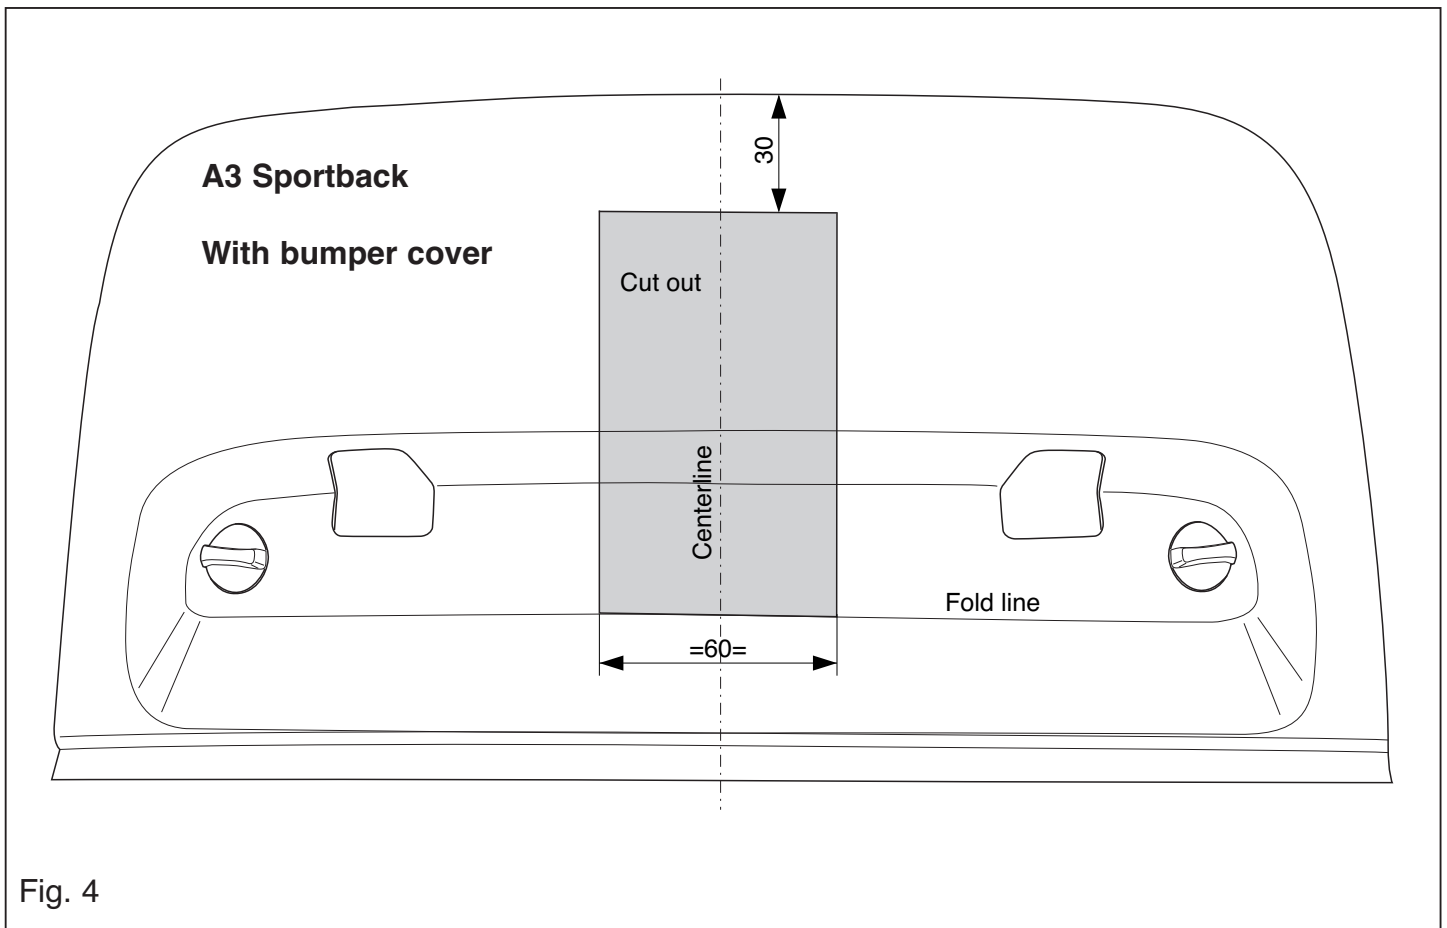 30
A3 Sportback
With bumper cover
Cut out
Centerline
Fold line
=60=
Fig. 4